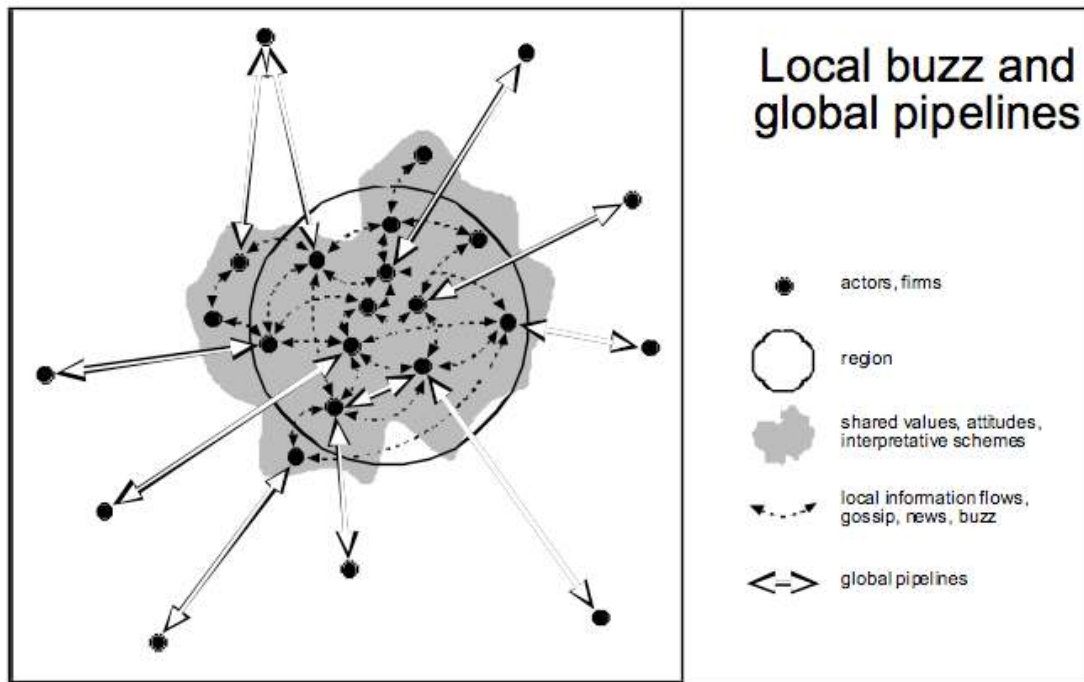 Local buzz and
global pipelines
actors, firms
region
shared values, attitudes,
interpretative schemes
local information flows,
gossip, news, buzz
global pipelines